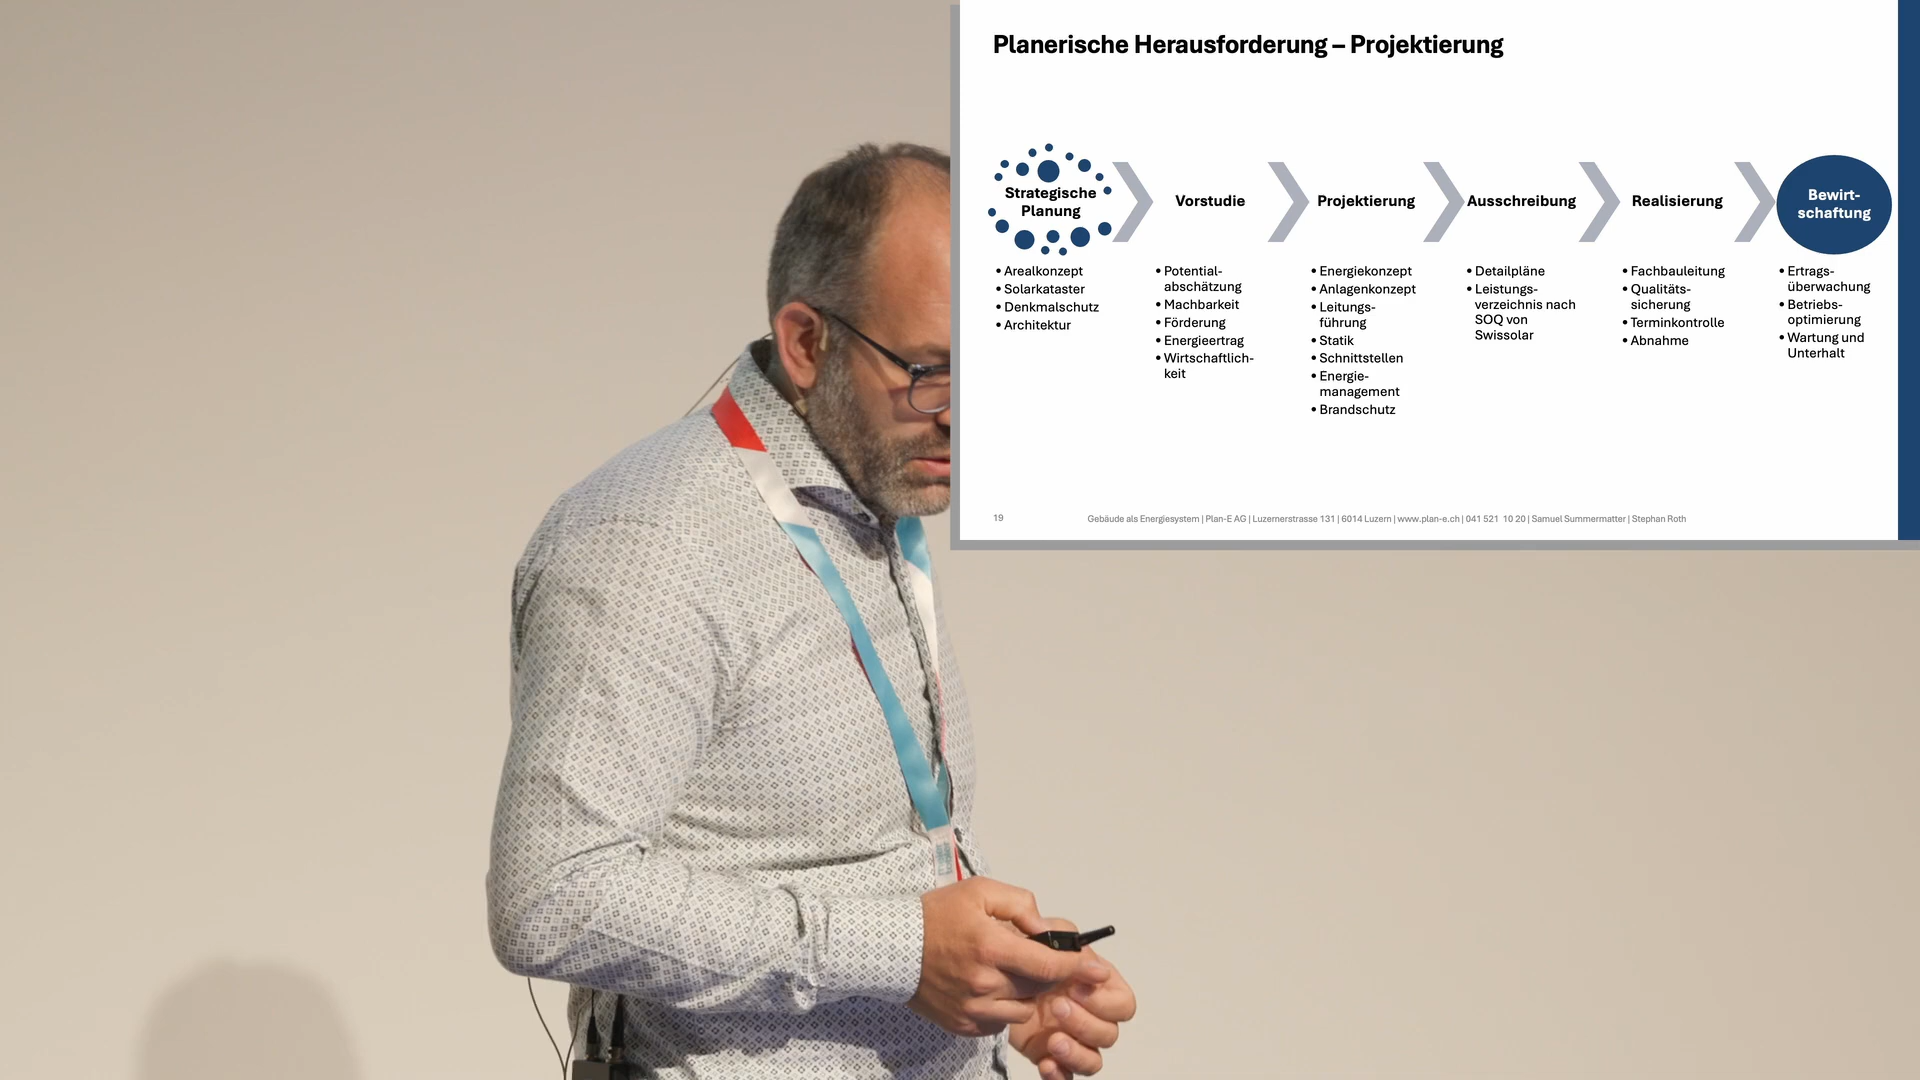 Planerische Herausforderung – Projektierung
Strategische
Planung
Vorstudie
Projektierung
Ausschreibung
Realisierung
Bewirt-
schaftung
• Arealkonzept
• Solarkataster
• Denkmalschutz
• Architektur
• Potential-
abschätzung
• Machbarkeit
• Förderung
• Energieertrag
• Wirtschaftlich-
keit
• Energiekonzept
• Anlagenkonzept
• Leitungs-
führung
• Statik
• Schnittstellen
• Energie-
management
• Brandschutz
• Detailpläne
• Leistungs-
verzeichnis nach
SOQ von
Swissolar
• Fachbauleitung
• Qualitäts-
sicherung
• Terminkontrolle
• Abnahme
• Ertrags-
überwachung
• Betriebs-
optimierung
• Wartung und
Unterhalt
19
Gebäude als Energiesystem | Plan-E AG | Luzernerstrasse 131 | 6014 Luzern | www.plan-e.ch | 041 521 10 20 | Samuel Summermatter | Stephan Roth